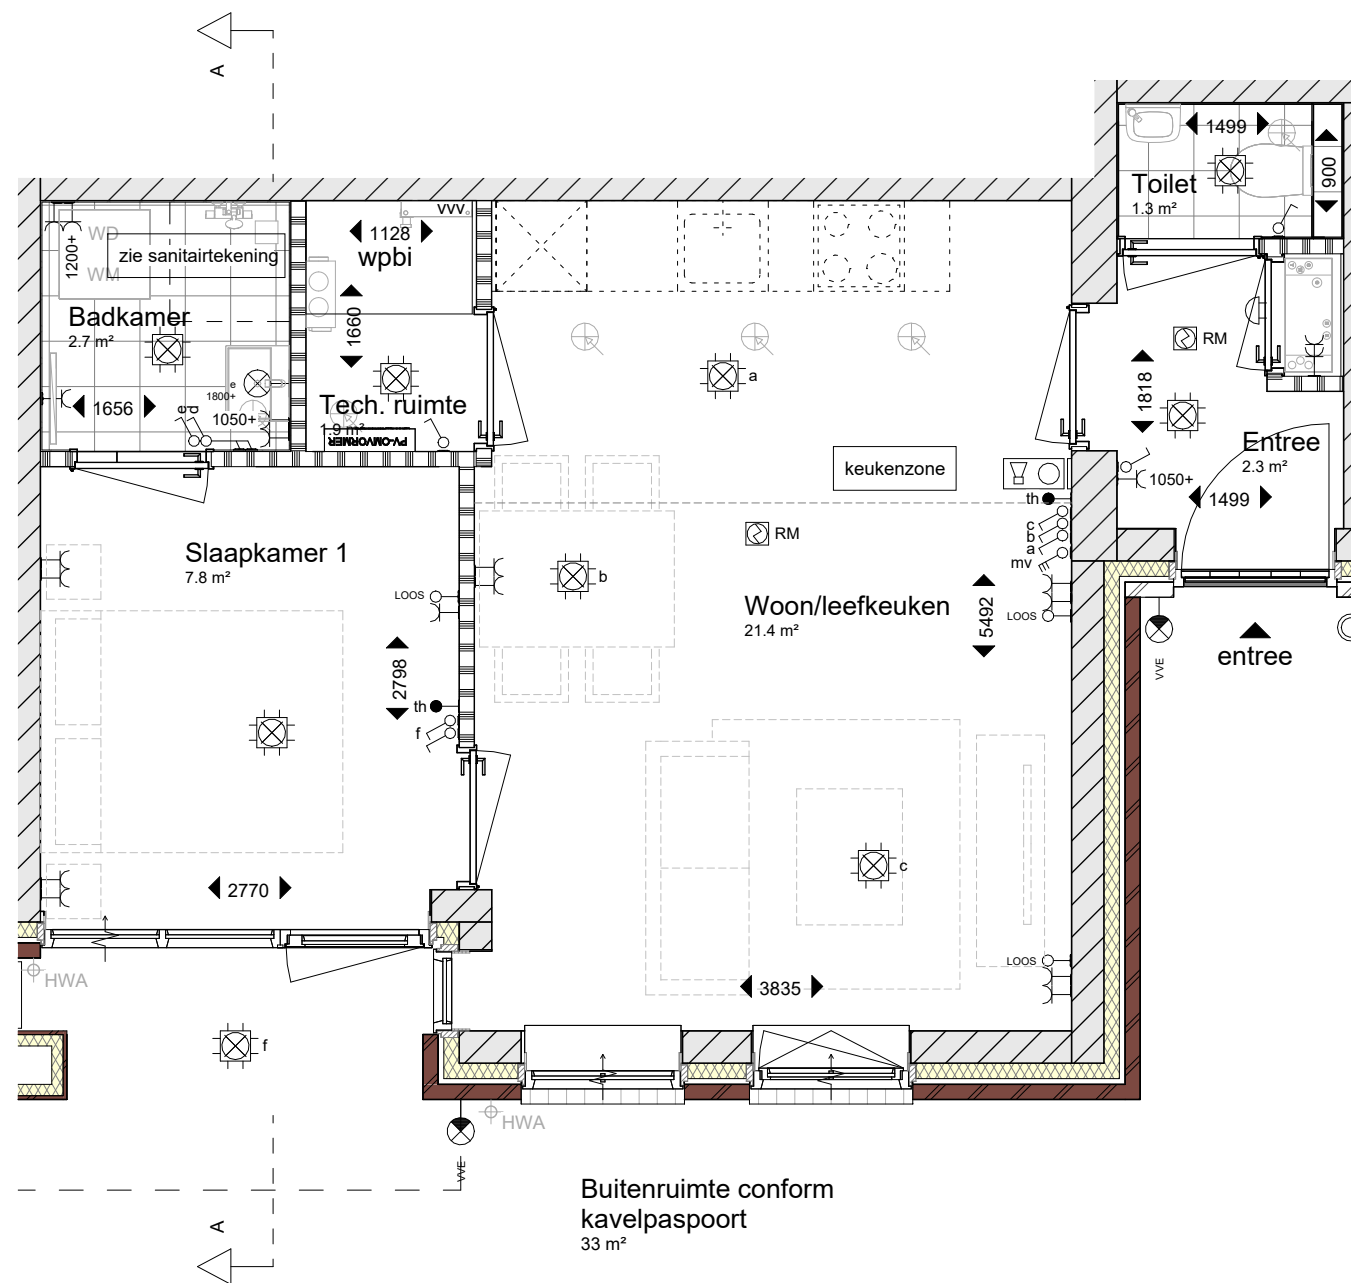 A
1499
900
Toilet
1.3 m²
VVV
1128
wpbi
1200+
WD
zie sanitairtekening
WM
1660
Badkamer
2.7 m²
RM
a
1818
e
1800+
1656
e
d
1050+
Tech. ruimte
1.9 m²
PV-OMVORMER
Entree
2.3 m²
keukenzone
1050+
1499
th
c
b
a
mv
RM
Slaapkamer 1
7.8 m²
b
LOOS
Woon/leefkeuken
21.4 m²
5492
LOOS
entree
VVE
2798
th
f
c
2770
LOOS
3835
HWA
f
HWA
VVE
Buitenruimte conform
kavelpaspoort
33 m²
A